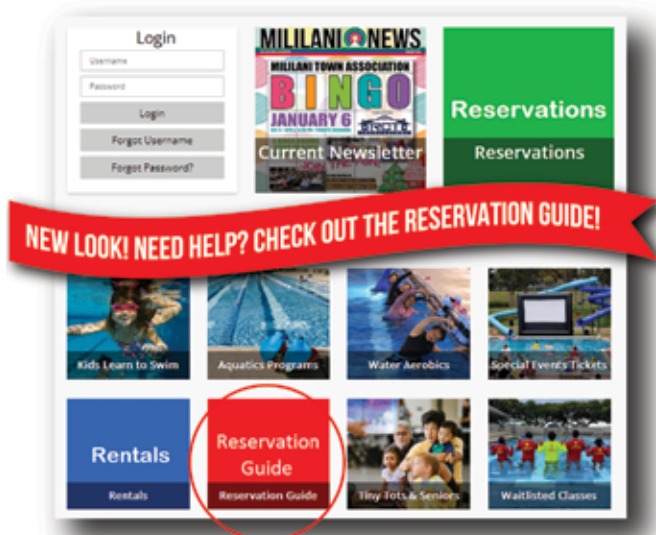 Login
Username
Password
Login
Forgot Username
Forgot Password?
MILILANI NEWS
MILILANI TOWN ASSOCIATION
BINGO
JANUARY 6
Current Newsletter
Reservations
Reservations
NEW LOOK! NEED HELP? CHECK OUT THE RESERVATION GUIDE!
Kids Learn to Swim
Aquatics Programs
Water Aerobics
Special Events Tickets
Rentals
Rentals
Reservation
Guide
Reservation Guide
Tiny Tots & Seniors
Waitlisted Classes